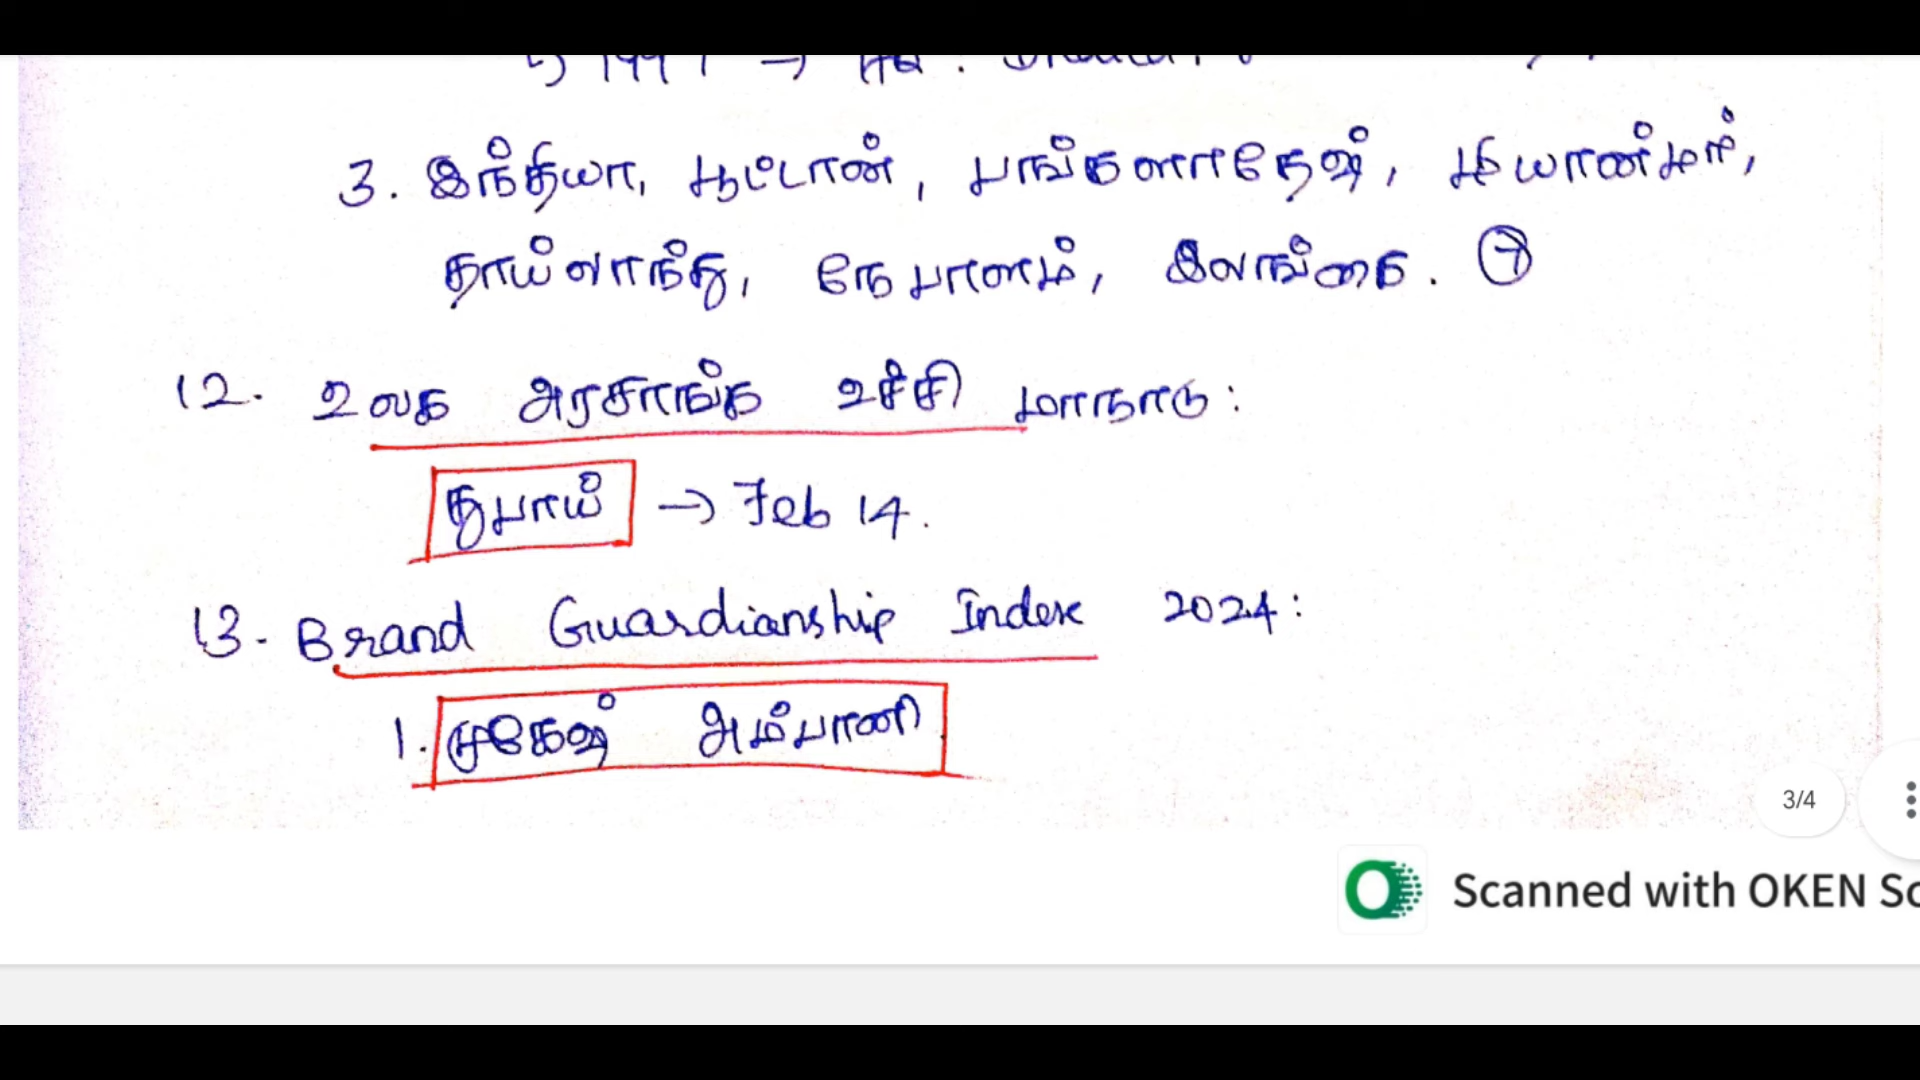 3. இந்தியா, பூட்டான், பங்களாதேஷ், மியாண்மர்,
தாய்லாந்து, நேபாளம், இலங்கை. 7
12. உலக அரசாங்க உச்சி மாநாடு:
துபாய் → Feb 14.
13. Brand Guardianship Index 2024:
1. முகேஷ் அம்பானி
3/4
Scanned with OKEN Sc